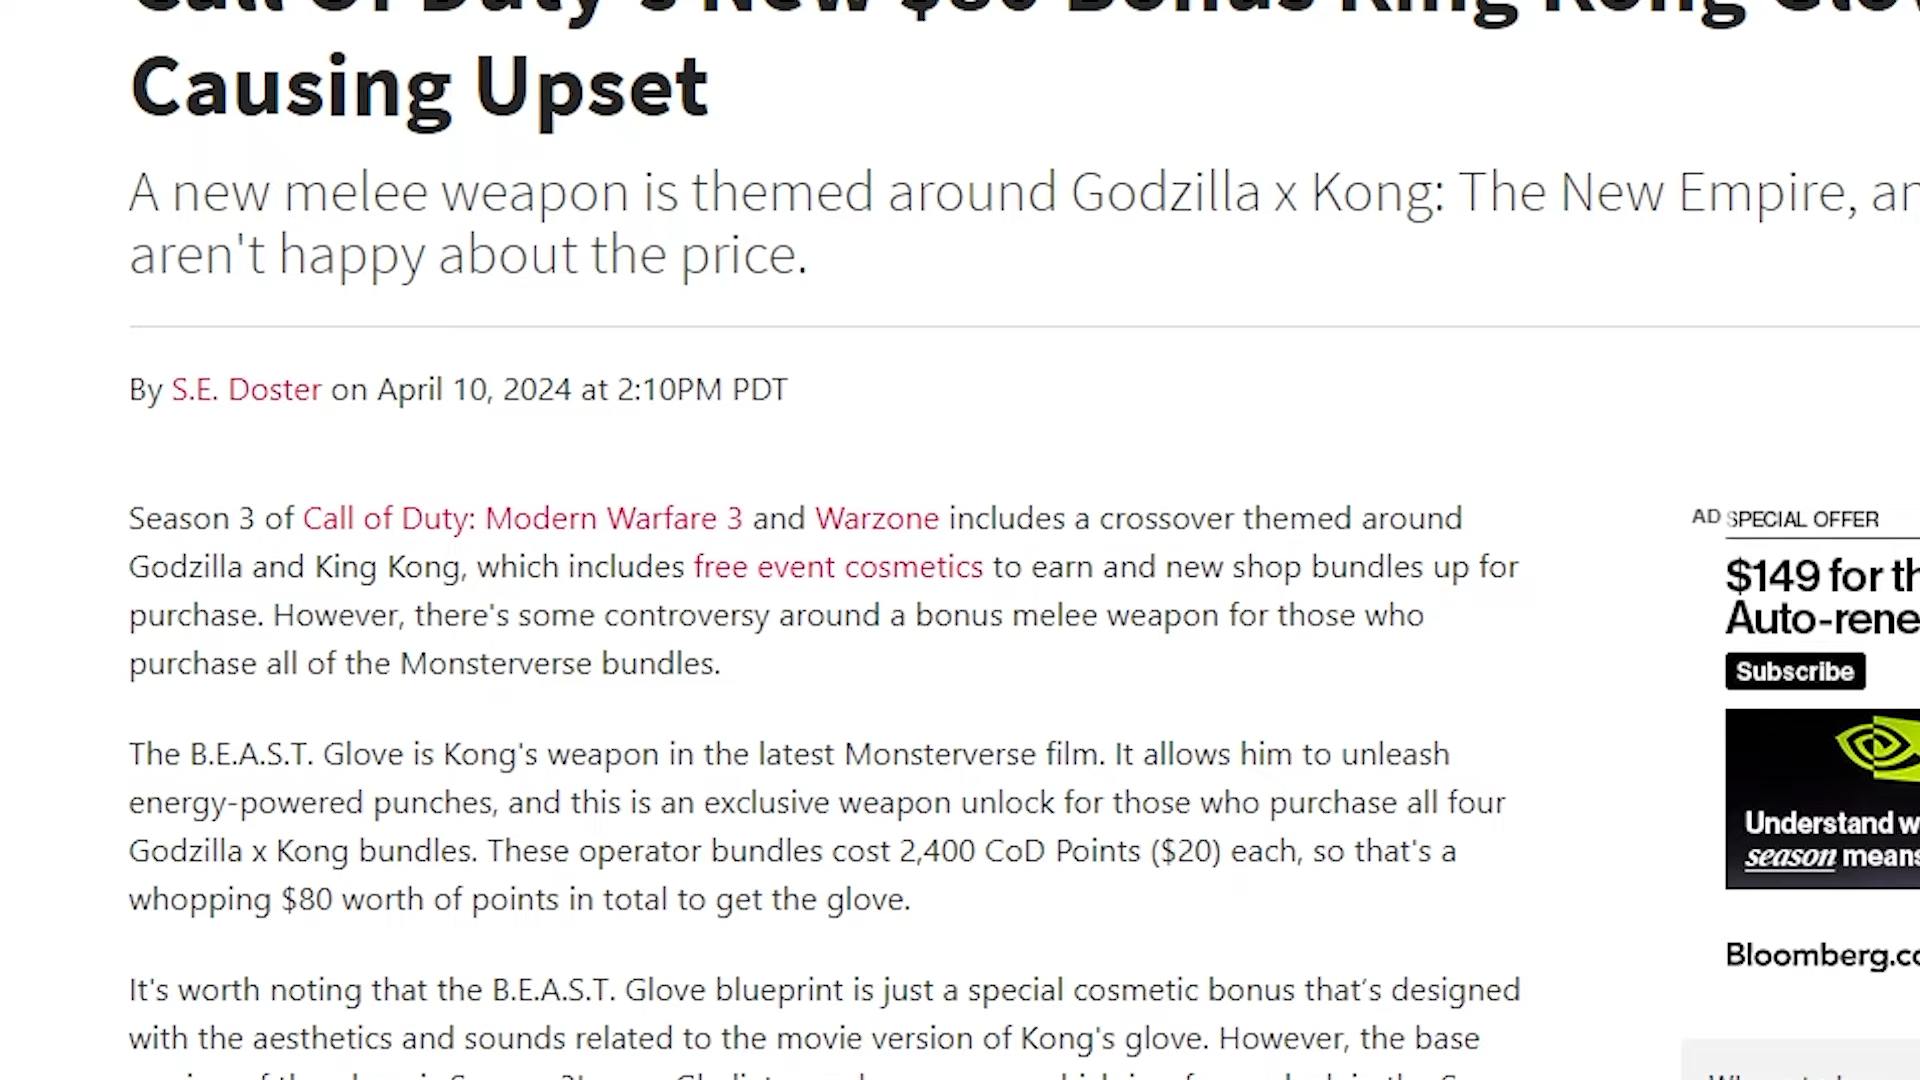 Call Of Duty's New $80 Bonus King Kong
Causing Upset
A new melee weapon is themed around Godzilla x Kong: The New Empire,
aren't happy about the price.
By S.E. Doster on April 10, 2024 at 2:10PM PDT
Season 3 of Call of Duty: Modern Warfare 3 and Warzone includes a crossover themed around
Godzilla and King Kong, which includes free event cosmetics to earn and new shop bundles up for
purchase. However, there's some controversy around a bonus melee weapon for those who
purchase all of the Monsterverse bundles.
The B.E.A.S.T. Glove is Kong's weapon in the latest Monsterverse film. It allows him to unleash
energy-powered punches, and this is an exclusive weapon unlock for those who purchase all four
Godzilla x Kong bundles. These operator bundles cost 2,400 CoD Points ($20) each, so that's a
whopping $80 worth of points in total to get the glove.
It's worth noting that the B.E.A.S.T. Glove blueprint is just a special cosmetic bonus that's designed
with the aesthetics and sounds related to the movie version of Kong's glove. However, the base
AD SPECIAL OFFER
$149 for
Auto-rene
Subscribe
Understand
season means
Bloomberg.co